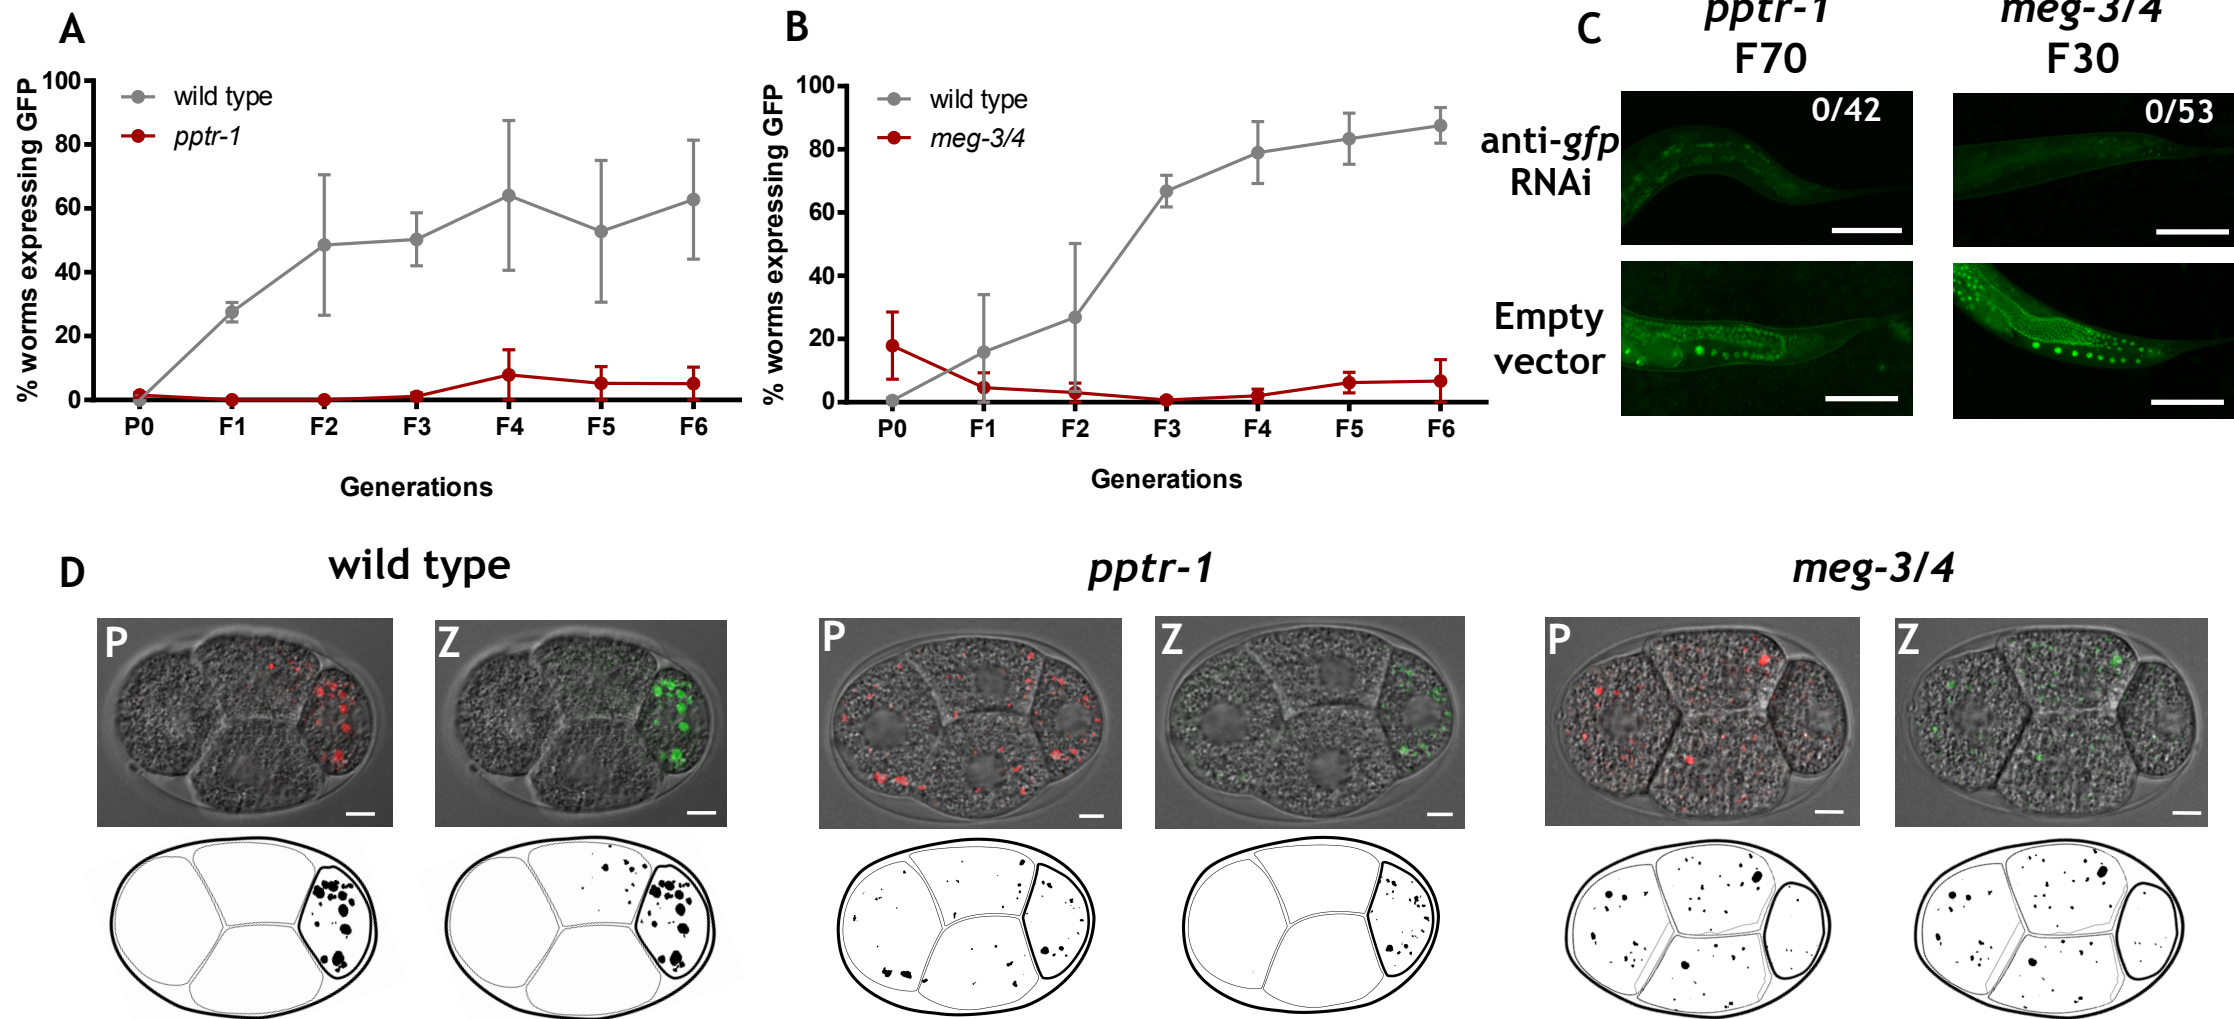 A
% worms expressing GFP
100
80
60
40
20
0
wild type
pptr-1
P0 F1 F2 F3 F4 F5 F6
Generations
B
% worms expressing GFP
100
80
60
40
20
0
wild type
meg-3/4
P0 F1 F2 F3 F4 F5 F6
Generations
C
pptr-1
F70
meg-3/4
F30
anti-gfp
RNAi
0/42
0/53
Empty
vector
D
wild type
P
Z
pptr-1
P
Z
meg-3/4
P
Z